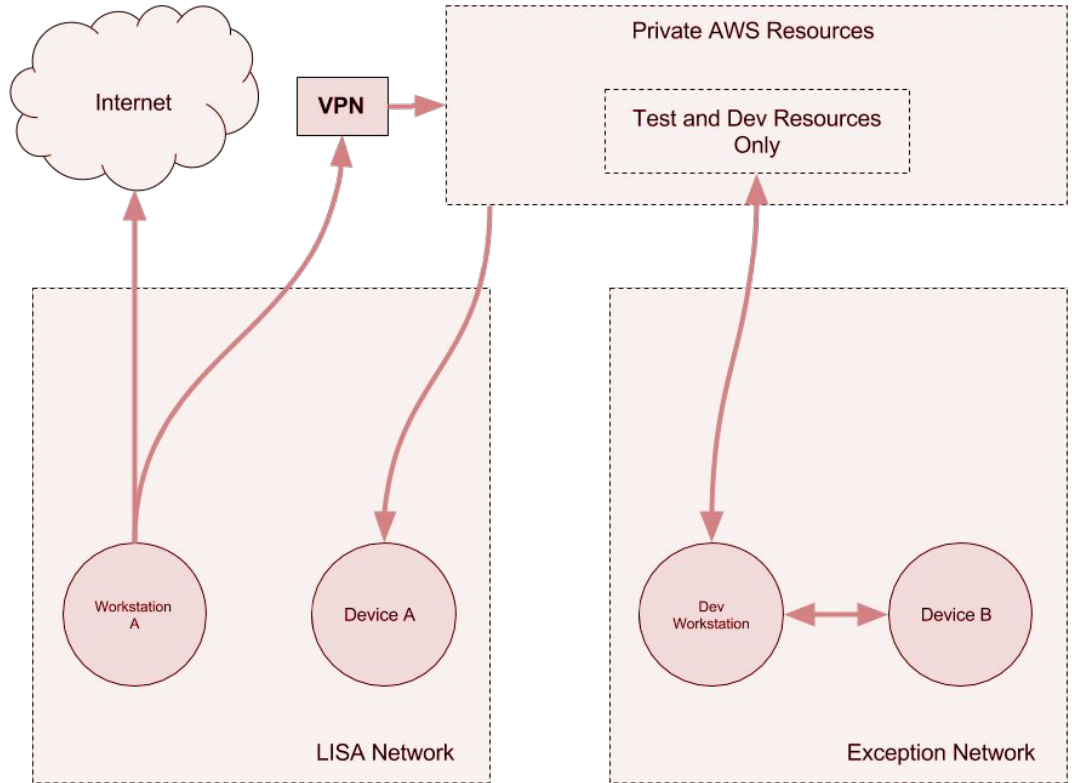 Private AWS Resources
Internet
VPN
Test and Dev Resources
Only
Workstation
A
Device A
Dev
Workstation
Device B
LISA Network
Exception Network